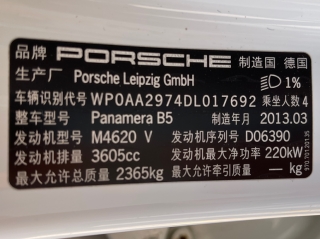 品牌 PORSCHE 制造国 德国
生产厂 Porsche Leipzig GmbH 1%
车辆识别代号 WP0AA2974DL017692 乘坐人数 4
整车型号 Panamera B5 制造年月 2013.03
发动机型号 M4620 V 发动机序列号 D06390
发动机排量 3605cc 发动机最大净功率 220kW
最大允许总质量 2365kg 最大允许牵引质量 — kg